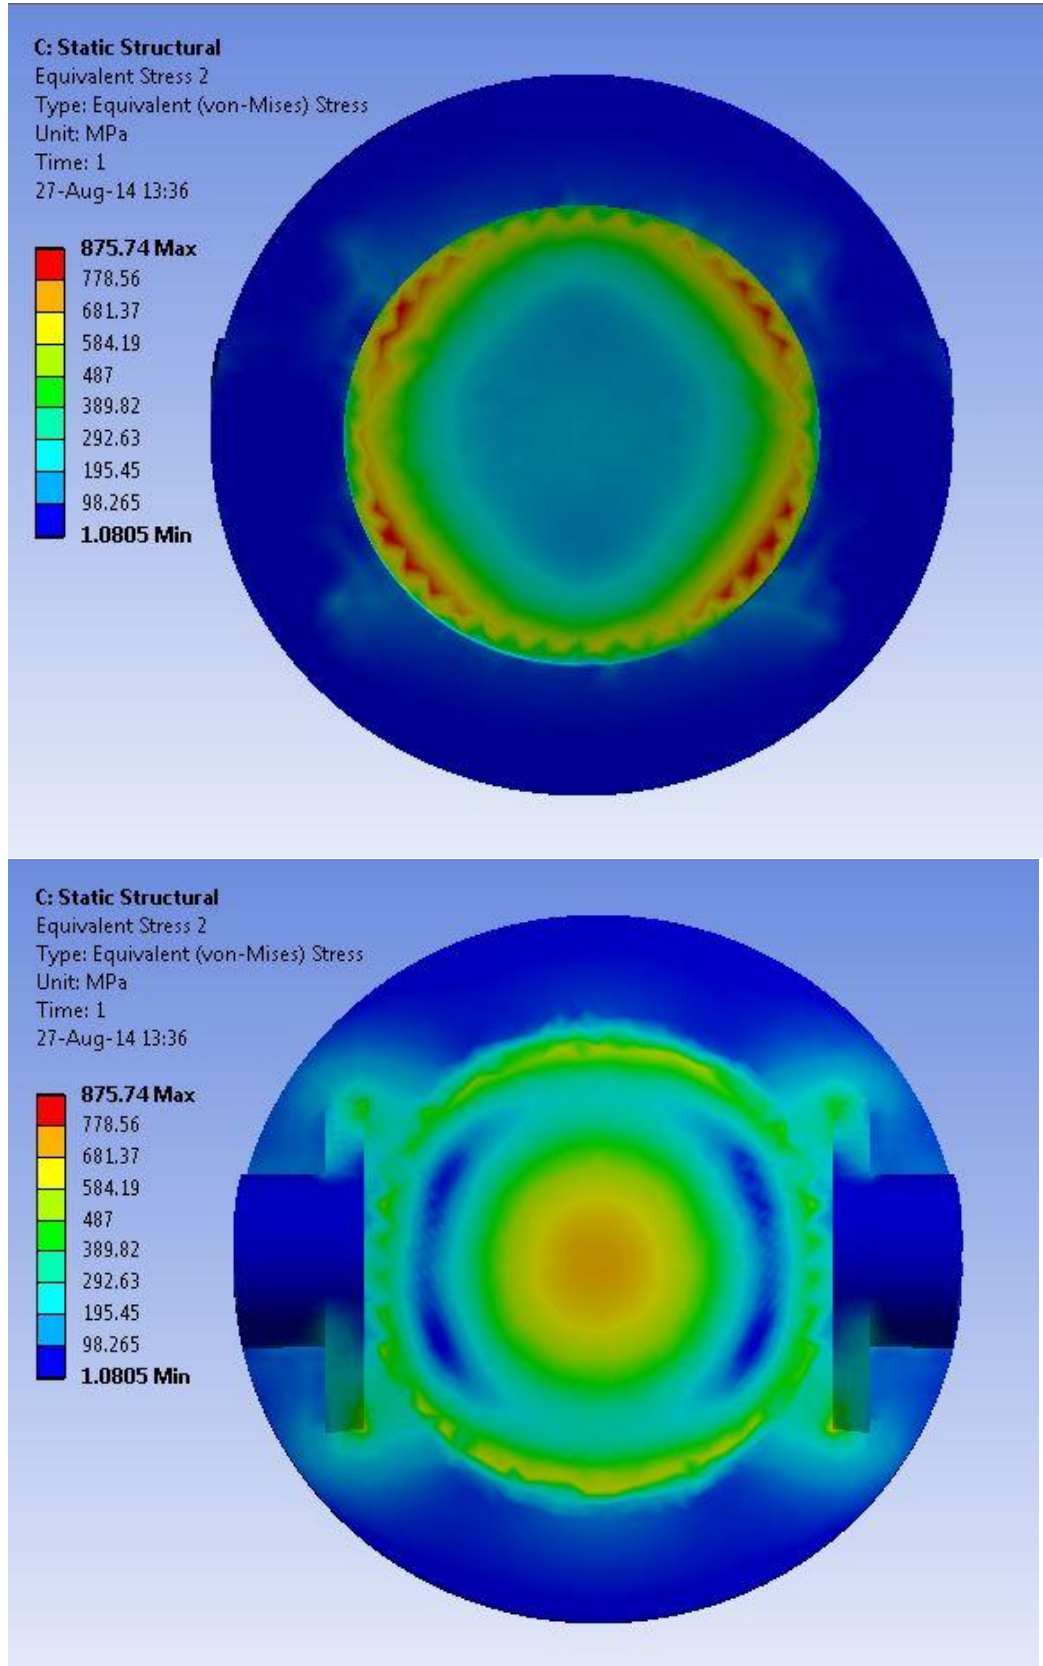 C: Static Structural
Equivalent Stress 2
Type: Equivalent (von-Mises) Stress
Unit: MPa
Time: 1
27-Aug-14 13:36
875.74 Max
778.56
681.37
584.19
487
389.82
292.63
195.45
98.265
1.0805 Min
C: Static Structural
Equivalent Stress 2
Type: Equivalent (von-Mises) Stress
Unit: MPa
Time: 1
27-Aug-14 13:36
875.74 Max
778.56
681.37
584.19
487
389.82
292.63
195.45
98.265
1.0805 Min